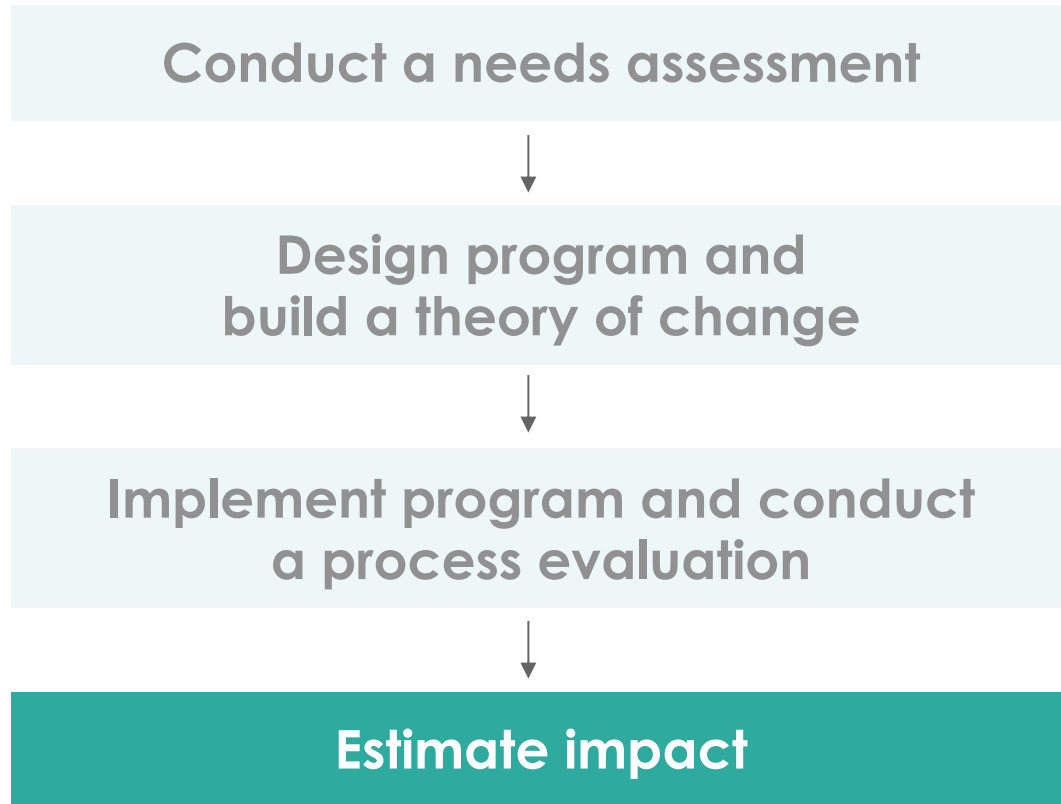 Conduct a needs assessment
Design program and
build a theory of change
Implement program and conduct
a process evaluation
Estimate impact